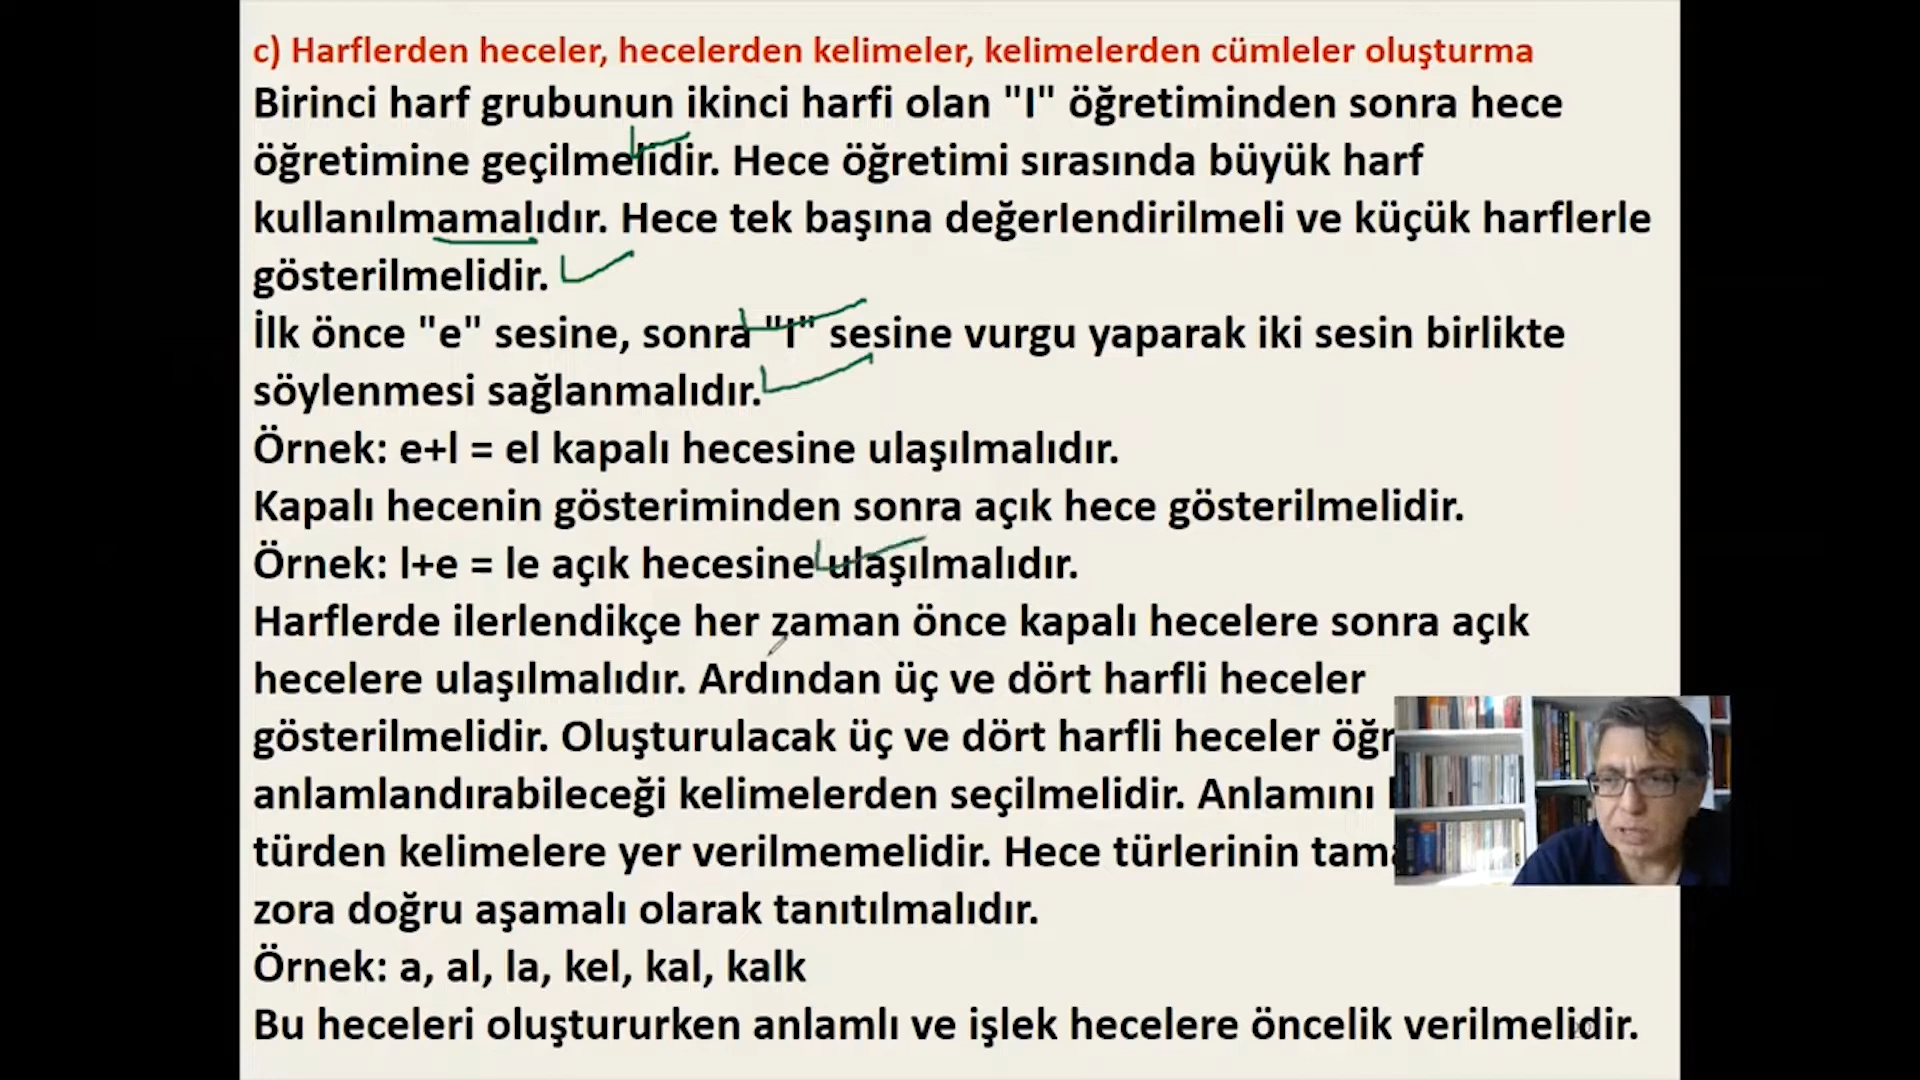 c) Harflerden heceler, hecelerden kelimeler, kelimelerden cümleler oluşturma
Birinci harf grubunun ikinci harfi olan "l" öğretiminden sonra hece
öğretimine geçilmelidir. Hece öğretimi sırasında büyük harf
kullanılmamalıdır. Hece tek başına değerlendirilmeli ve küçük harflerle
gösterilmelidir.
İlk önce "e" sesine, sonra "l" sesine vurgu yaparak iki sesin birlikte
söylenmesi sağlanmalıdır.
Örnek: e+l = el kapalı hecesine ulaşılmalıdır.
Kapalı hecenin gösteriminden sonra açık hece gösterilmelidir.
Örnek: l+e = le açık hecesine ulaşılmalıdır.
Harflerde ilerlendikçe her zaman önce kapalı hecelere sonra açık
hecelere ulaşılmalıdır. Ardından üç ve dört harfli heceler
gösterilmelidir. Oluşturulacak üç ve dört harfli heceler
anlamlandırabileceği kelimelerden seçilmelidir. Anlamını
türden kelimelere yer verilmemelidir. Hece türlerinin
zora doğru aşamalı olarak tanıtılmalıdır.
Örnek: a, al, la, kel, kal, kalk
Bu heceleri oluştururken anlamlı ve işlek hecelere öncelik verilmelidir.